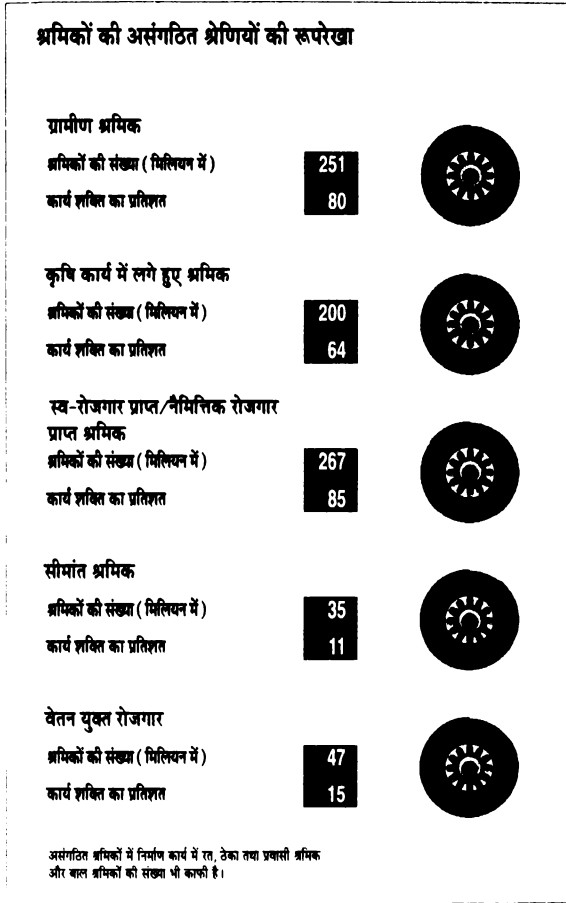 श्रमिकों की असंगठित श्रेणियों की रूपरेखा
ग्रामीण श्रमिक
श्रमिकों की संख्या ( मिलियन में ) 251
कार्य शक्ति का प्रतिशत 80
कृषि कार्य में लगे हुए श्रमिक
श्रमिकों की संख्या ( मिलियन में ) 200
कार्य शक्ति का प्रतिशत 64
स्व-रोजगार प्राप्त/नैमित्तिक रोजगार
प्राप्त श्रमिक
श्रमिकों की संख्या ( मिलियन में ) 267
कार्य शक्ति का प्रतिशत 85
सीमांत श्रमिक
श्रमिकों की संख्या ( मिलियन में ) 35
कार्य शक्ति का प्रतिशत 11
वेतन युक्त रोजगार
श्रमिकों की संख्या ( मिलियन में ) 47
कार्य शक्ति का प्रतिशत 15
असंगठित श्रमिकों में निर्माण कार्य में रत, ठेका तथा प्रवासी श्रमिक
और बाल श्रमिकों की संख्या भी काफी है।